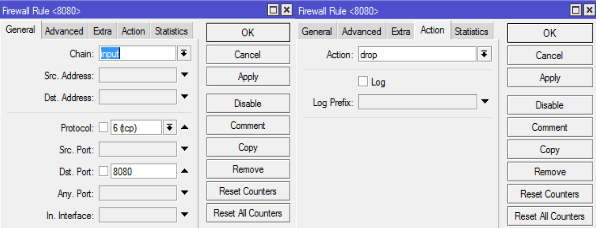 Firewall Rule <8080>
General Advanced Extra Action Statistics
Chain: input
Src. Address:
Dst. Address:
Protocol: 6 (tcp)
Src. Port:
Dst. Port: 8080
Any. Port:
In. Interface:
OK
Cancel
Apply
Disable
Comment
Copy
Remove
Reset Counters
Reset All Counters
Firewall Rule <8080>
General Advanced Extra Action Statistics
Action: drop
Log
Log Prefix:
OK
Cancel
Apply
Disable
Comment
Copy
Remove
Reset Counters
Reset All Counters